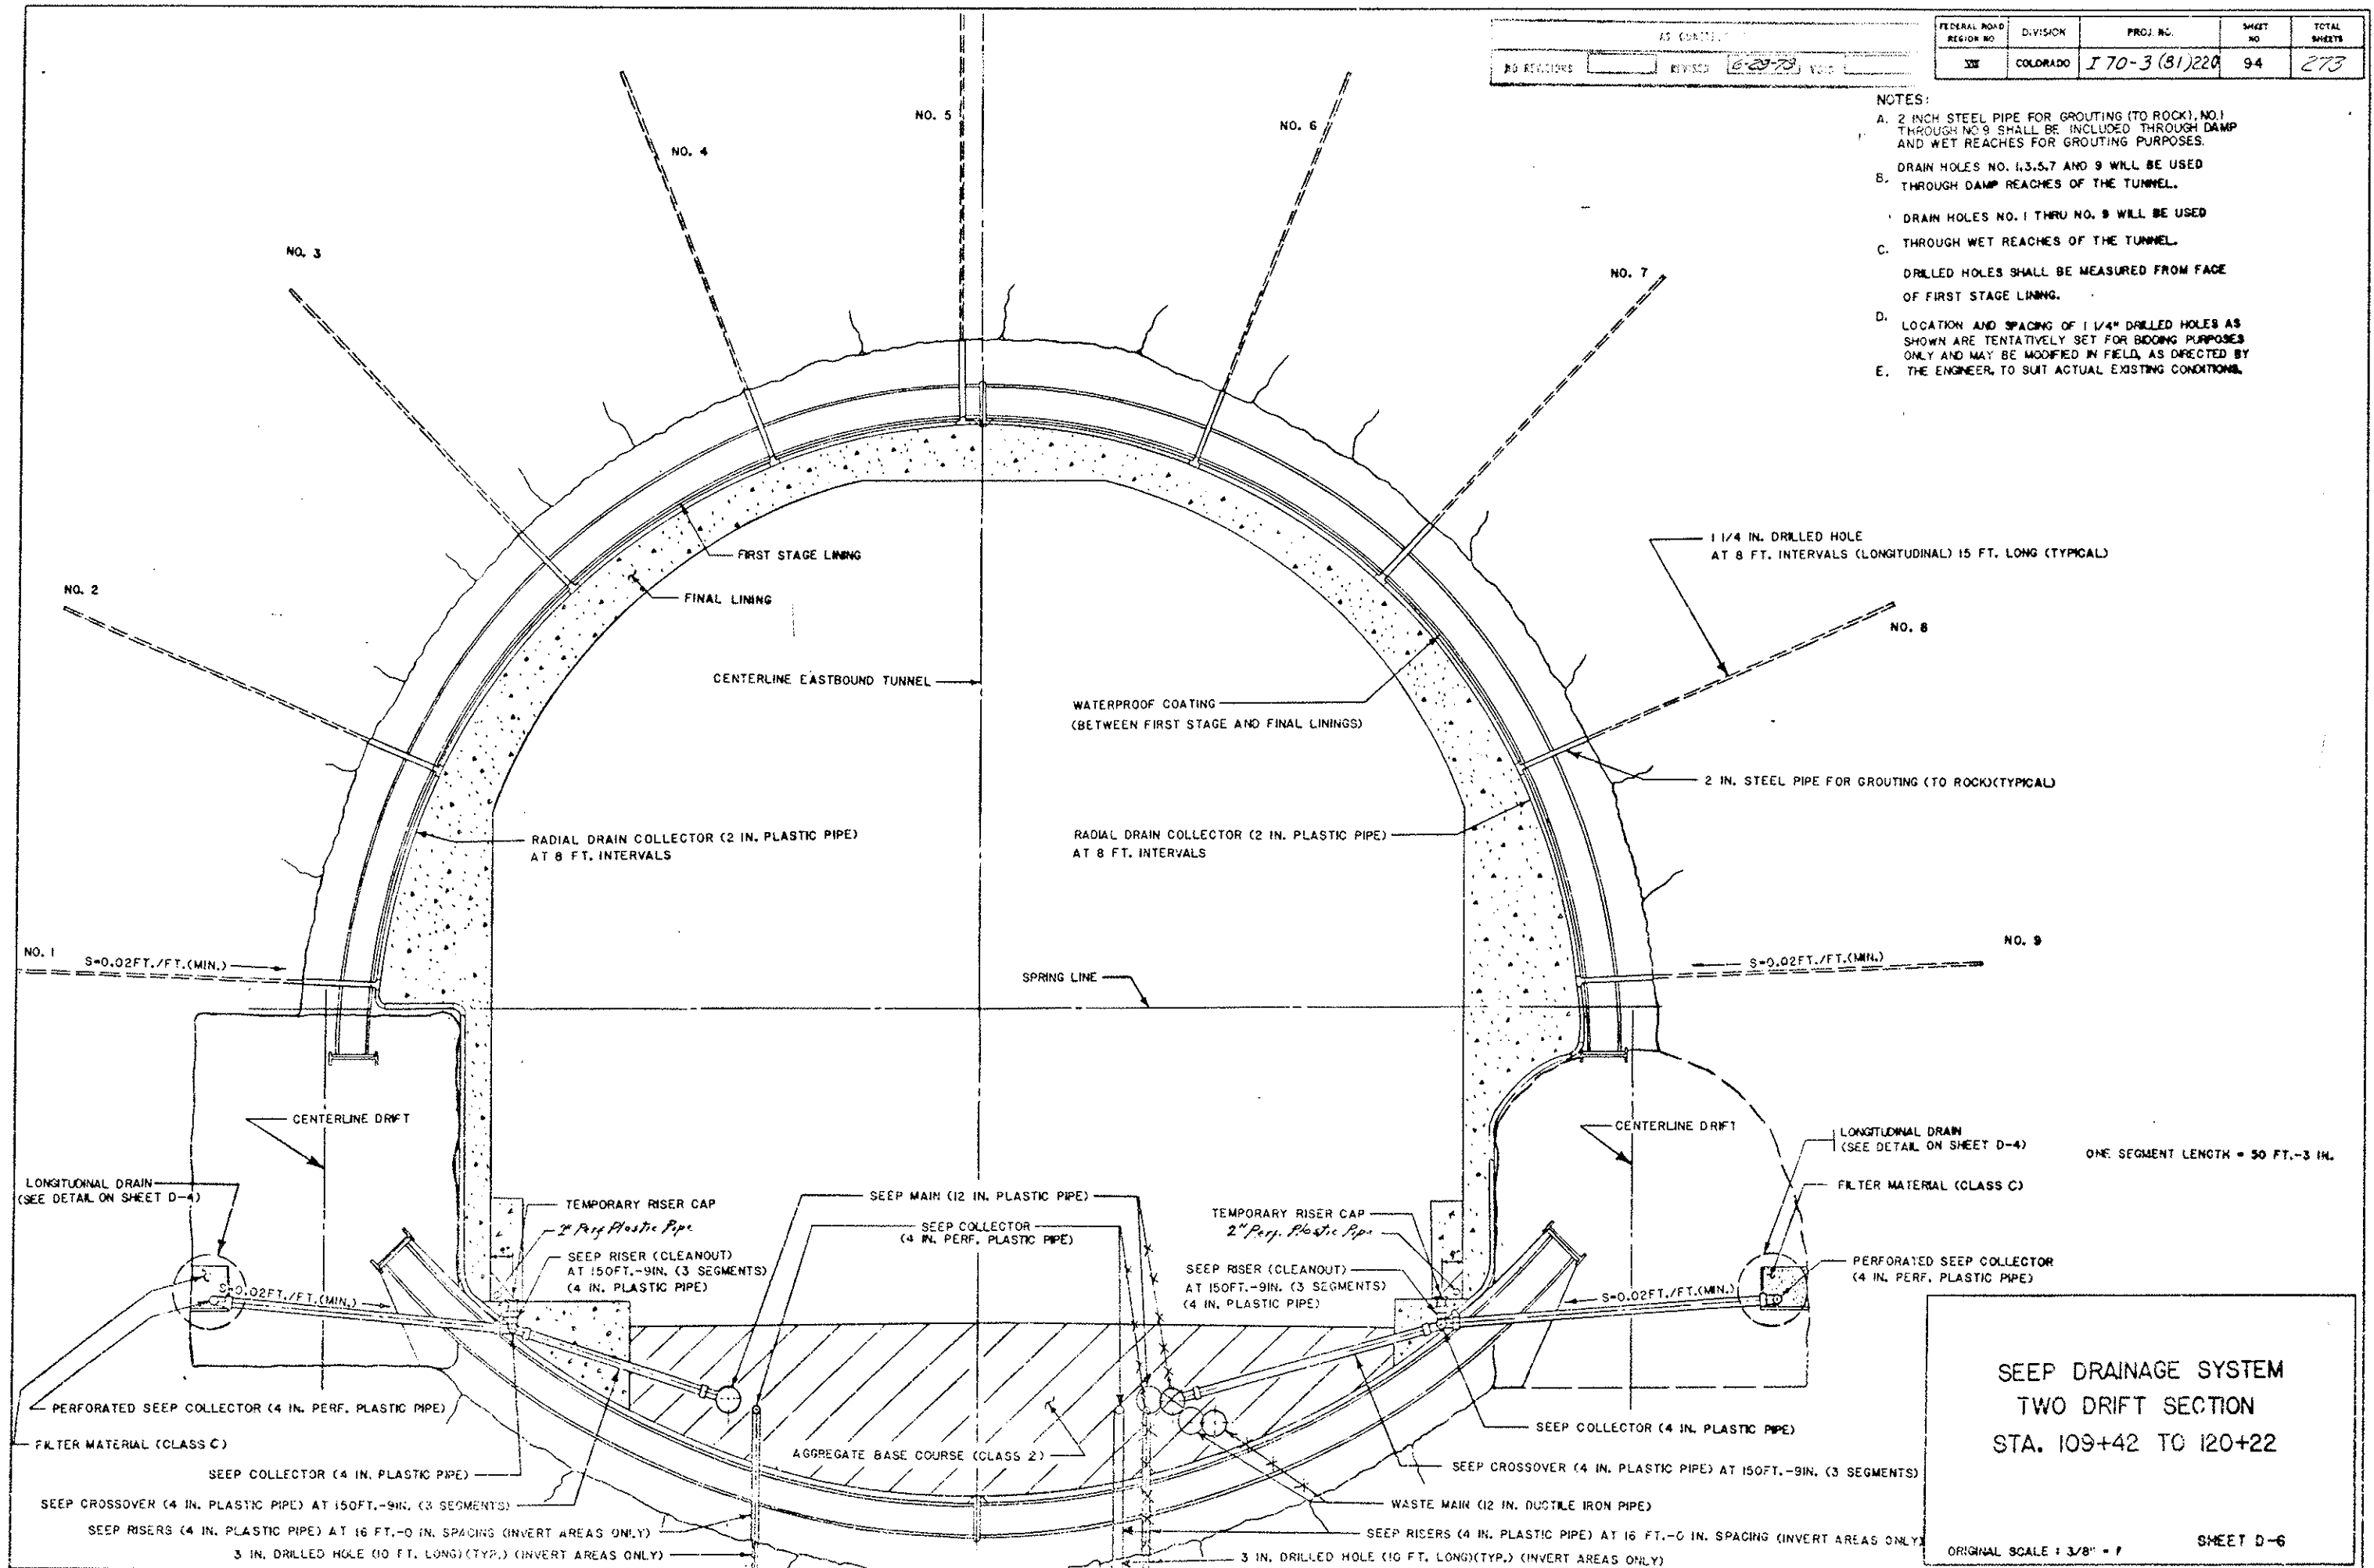 AS CONSTRUCTED
NO REVISIONS REVISED 6-29-79 VOID
FEDERAL ROAD REGION NO DIVISION PROJ. NO. SHEET NO TOTAL SHEETS
VIII COLORADO I 70-3 (81)220 94 273
NOTES:
A. 2 INCH STEEL PIPE FOR GROUTING (TO ROCK), NO.1
THROUGH NO 9 SHALL BE INCLUDED THROUGH DAMP
AND WET REACHES FOR GROUTING PURPOSES.
DRAIN HOLES NO. 1,3,5,7 AND 9 WILL BE USED
B. THROUGH DAMP REACHES OF THE TUNNEL.
DRAIN HOLES NO. 1 THRU NO. 9 WILL BE USED
C. THROUGH WET REACHES OF THE TUNNEL.
DRILLED HOLES SHALL BE MEASURED FROM FACE
OF FIRST STAGE LINING.
D. LOCATION AND SPACING OF 1 1/4" DRILLED HOLES AS
SHOWN ARE TENTATIVELY SET FOR BIDDING PURPOSES
ONLY AND MAY BE MODIFIED IN FIELD, AS DIRECTED BY
E. THE ENGINEER, TO SUIT ACTUAL EXISTING CONDITIONS.
NO. 5
NO. 6
NO. 4
NO. 3
NO. 7
NO. 2
NO. 8
1 1/4 IN. DRILLED HOLE
AT 8 FT. INTERVALS (LONGITUDINAL) 15 FT. LONG (TYPICAL)
FIRST STAGE LINING
FINAL LINING
CENTERLINE EASTBOUND TUNNEL
WATERPROOF COATING
(BETWEEN FIRST STAGE AND FINAL LININGS)
2 IN. STEEL PIPE FOR GROUTING (TO ROCK)(TYPICAL)
RADIAL DRAIN COLLECTOR (2 IN. PLASTIC PIPE)
AT 8 FT. INTERVALS
RADIAL DRAIN COLLECTOR (2 IN. PLASTIC PIPE)
AT 8 FT. INTERVALS
NO. 1
S=0.02FT./FT.(MIN.)
NO. 9
S=0.02FT./FT.(MIN.)
SPRING LINE
CENTERLINE DRIFT
CENTERLINE DRIFT
LONGITUDINAL DRAIN
(SEE DETAIL ON SHEET D-4)
ONE SEGMENT LENGTH = 50 FT.-3 IN.
FILTER MATERIAL (CLASS C)
LONGITUDINAL DRAIN
(SEE DETAIL ON SHEET D-4)
TEMPORARY RISER CAP
2" Perf Plastic Pipe
SEEP RISER (CLEANOUT)
AT 150FT.-9IN. (3 SEGMENTS)
(4 IN. PLASTIC PIPE)
SEEP MAIN (12 IN. PLASTIC PIPE)
SEEP COLLECTOR
(4 IN. PERF. PLASTIC PIPE)
TEMPORARY RISER CAP
2" Perf. Plastic Pipe
SEEP RISER (CLEANOUT)
AT 150FT.-9IN. (3 SEGMENTS)
(4 IN. PLASTIC PIPE)
PERFORATED SEEP COLLECTOR
(4 IN. PERF. PLASTIC PIPE)
S=0.02FT./FT.(MIN.)
S=0.02FT./FT.(MIN.)
PERFORATED SEEP COLLECTOR (4 IN. PERF. PLASTIC PIPE)
FILTER MATERIAL (CLASS C)
AGGREGATE BASE COURSE (CLASS 2)
SEEP COLLECTOR (4 IN. PLASTIC PIPE)
SEEP COLLECTOR (4 IN. PLASTIC PIPE)
SEEP CROSSOVER (4 IN. PLASTIC PIPE) AT 150FT.-9IN. (3 SEGMENTS)
SEEP CROSSOVER (4 IN. PLASTIC PIPE) AT 150FT.-9IN. (3 SEGMENTS)
WASTE MAIN (12 IN. DUCTILE IRON PIPE)
SEEP RISERS (4 IN. PLASTIC PIPE) AT 16 FT.-0 IN. SPACING (INVERT AREAS ONLY)
SEEP RISERS (4 IN. PLASTIC PIPE) AT 16 FT.-0 IN. SPACING (INVERT AREAS ONLY)
3 IN. DRILLED HOLE (10 FT. LONG)(TYP.) (INVERT AREAS ONLY)
3 IN. DRILLED HOLE (10 FT. LONG)(TYP.) (INVERT AREAS ONLY)
SEEP DRAINAGE SYSTEM
TWO DRIFT SECTION
STA. 109+42 TO 120+22
ORIGINAL SCALE : 3/8" = 1'
SHEET D-6